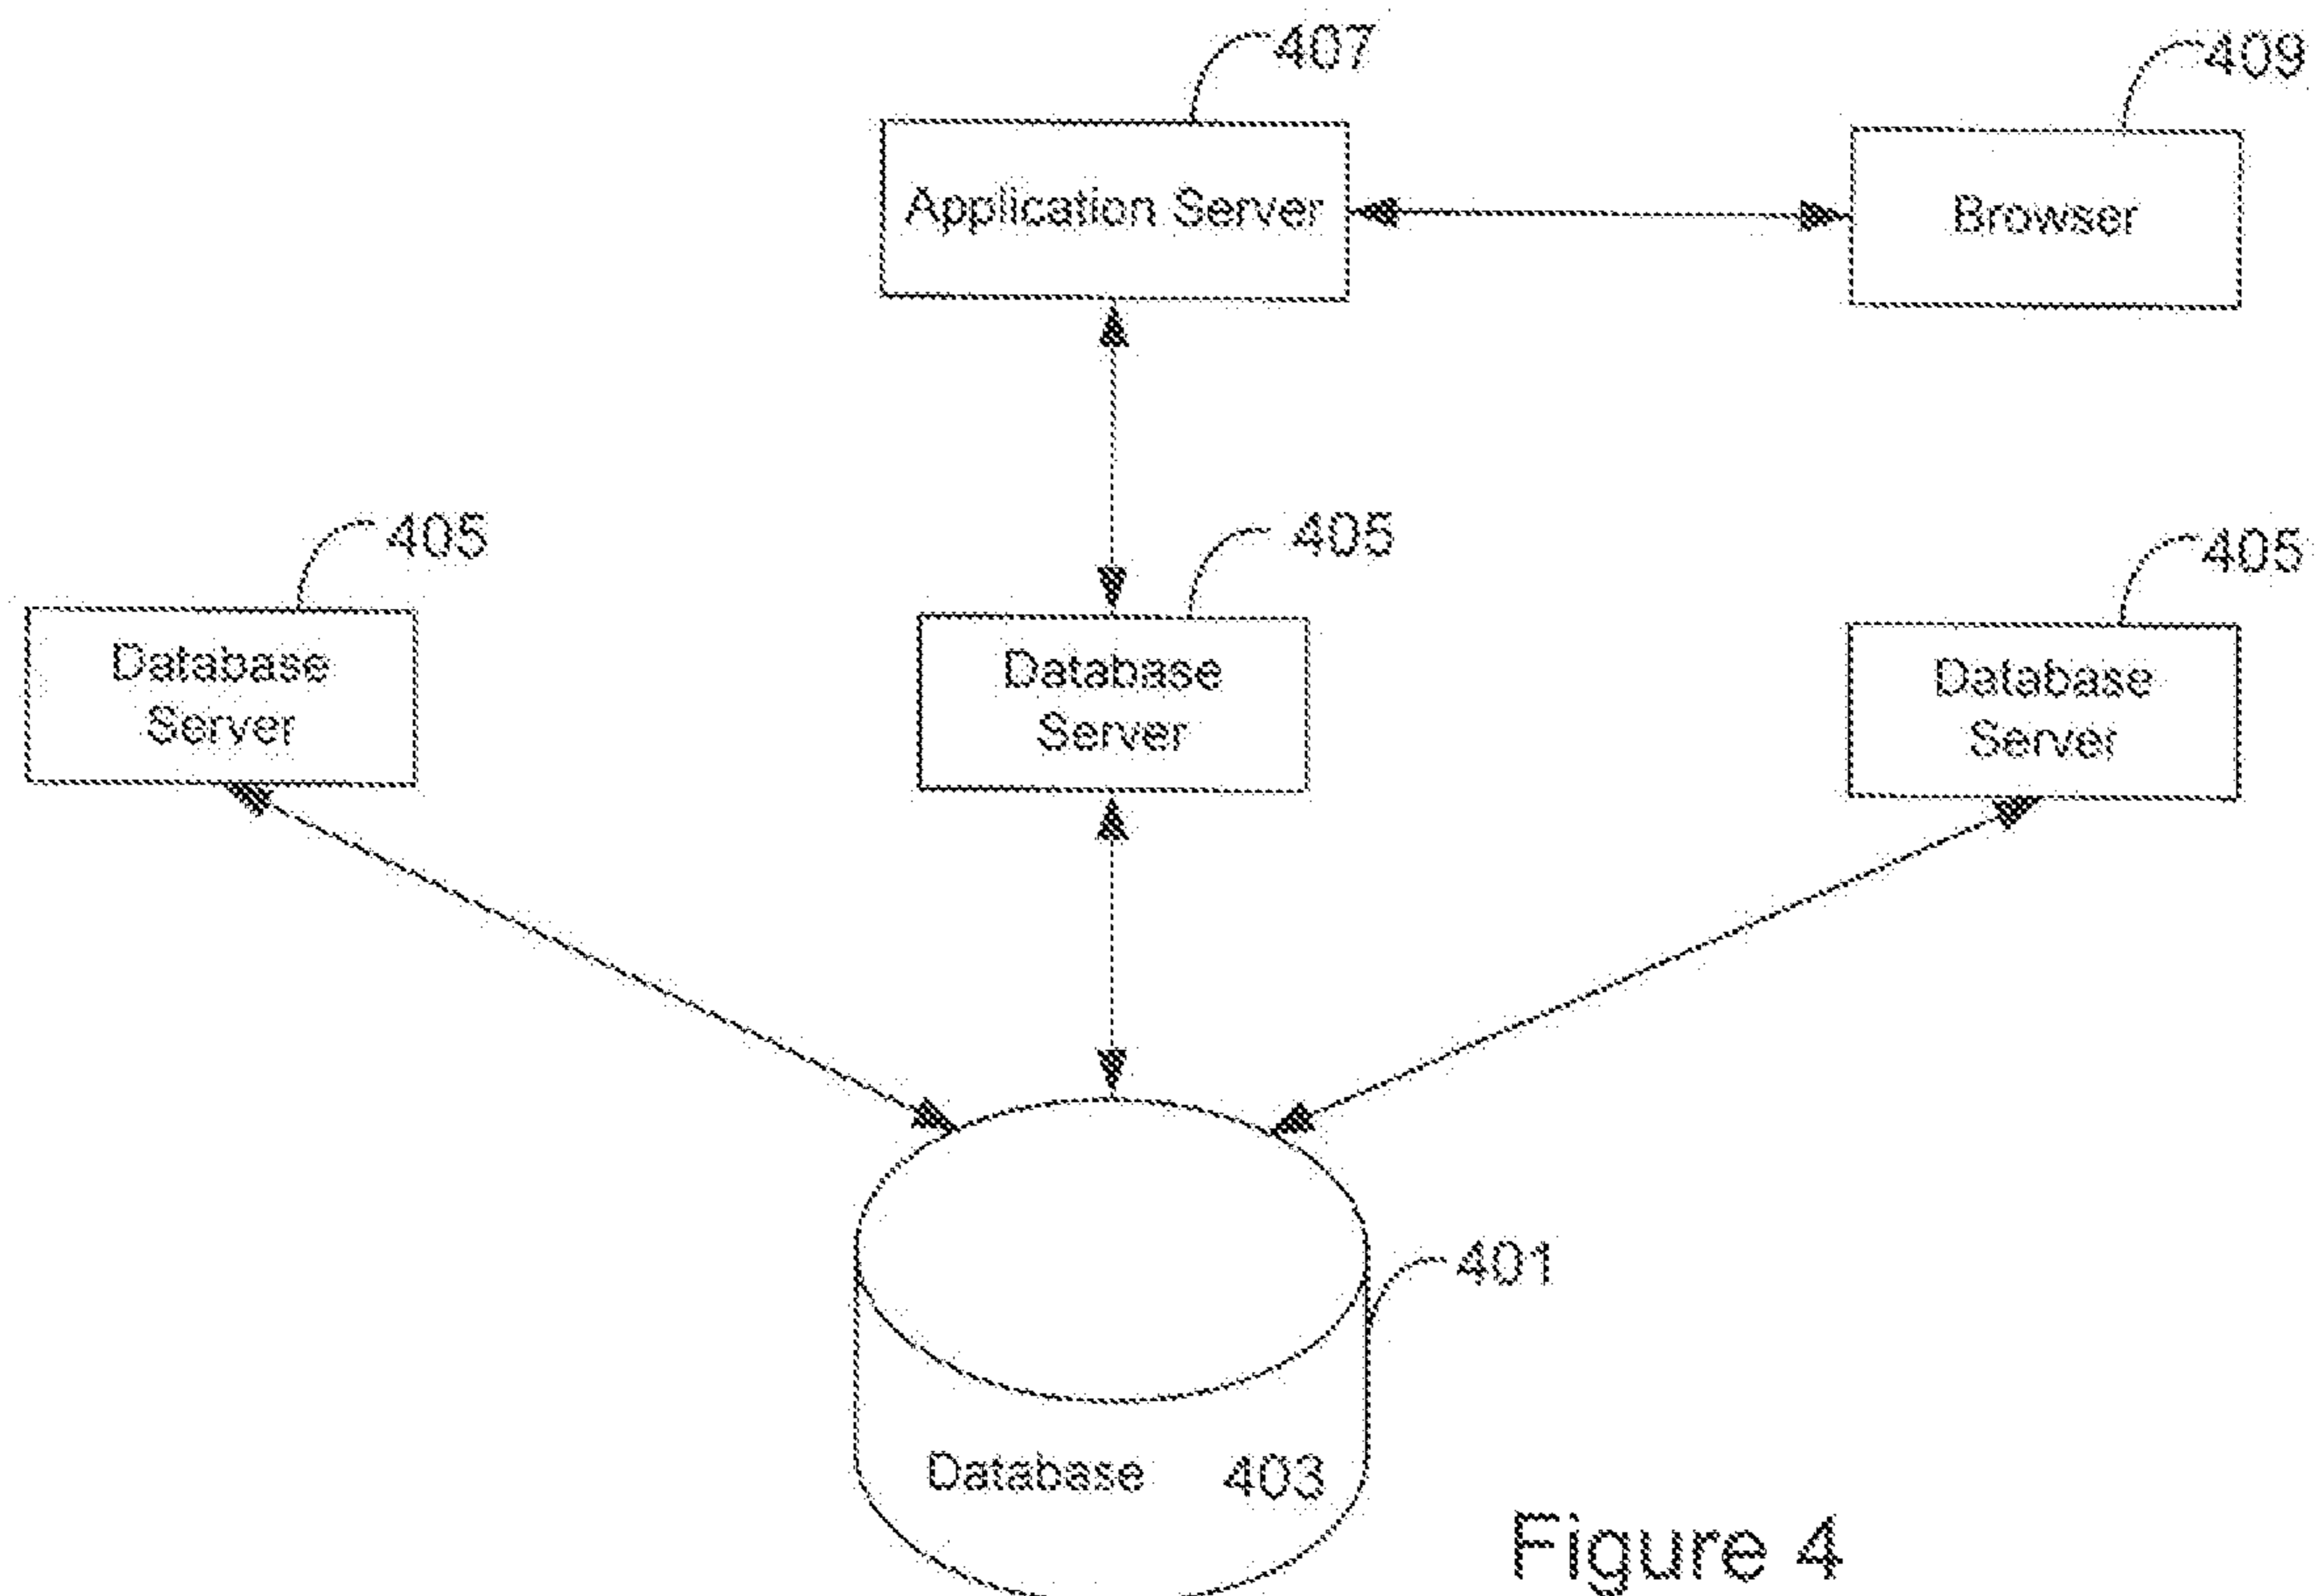 407
409
Application Server
Browser
405
405
405
Database
Server
Database
Server
Database
Server
401
Database 403
Figure 4